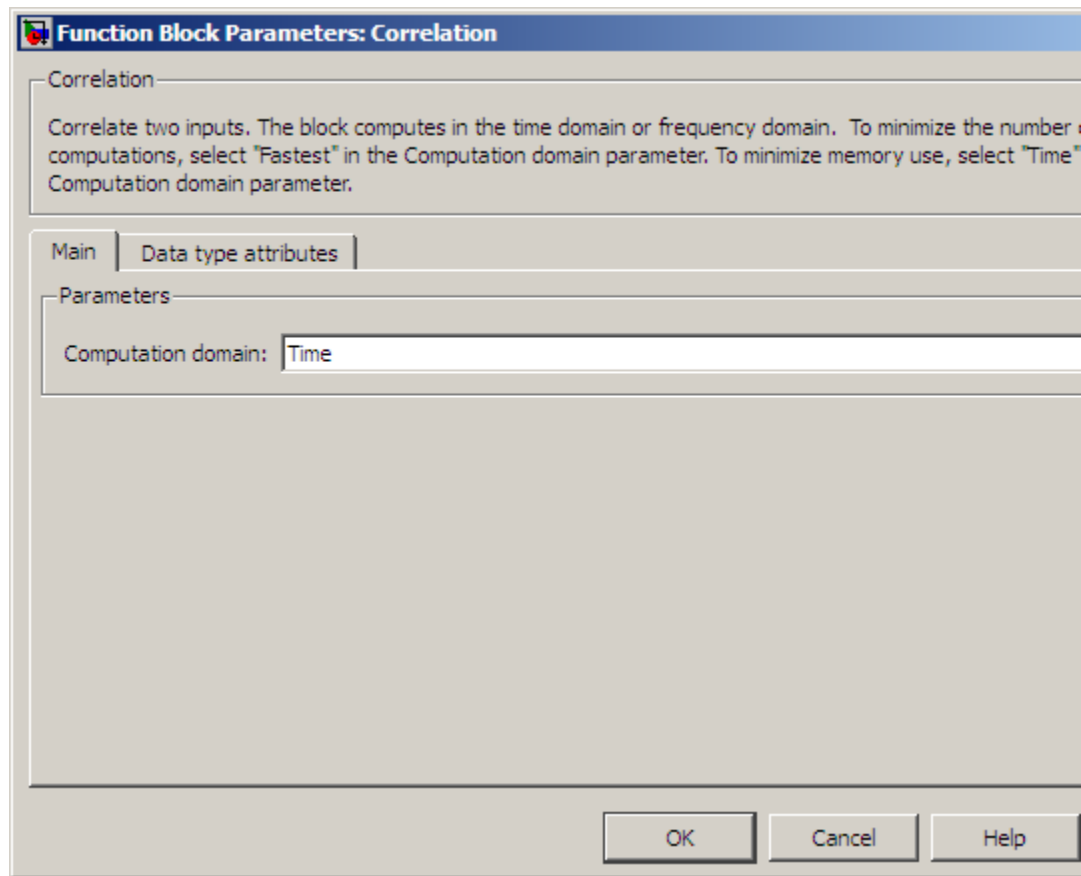 Function Block Parameters: Correlation
Correlation
Correlate two inputs. The block computes in the time domain or frequency domain.  To minimize the number
computations, select "Fastest" in the Computation domain parameter. To minimize memory use, select "Time"
Computation domain parameter.
Main Data type attributes
Parameters
Computation domain: Time
OK Cancel Help